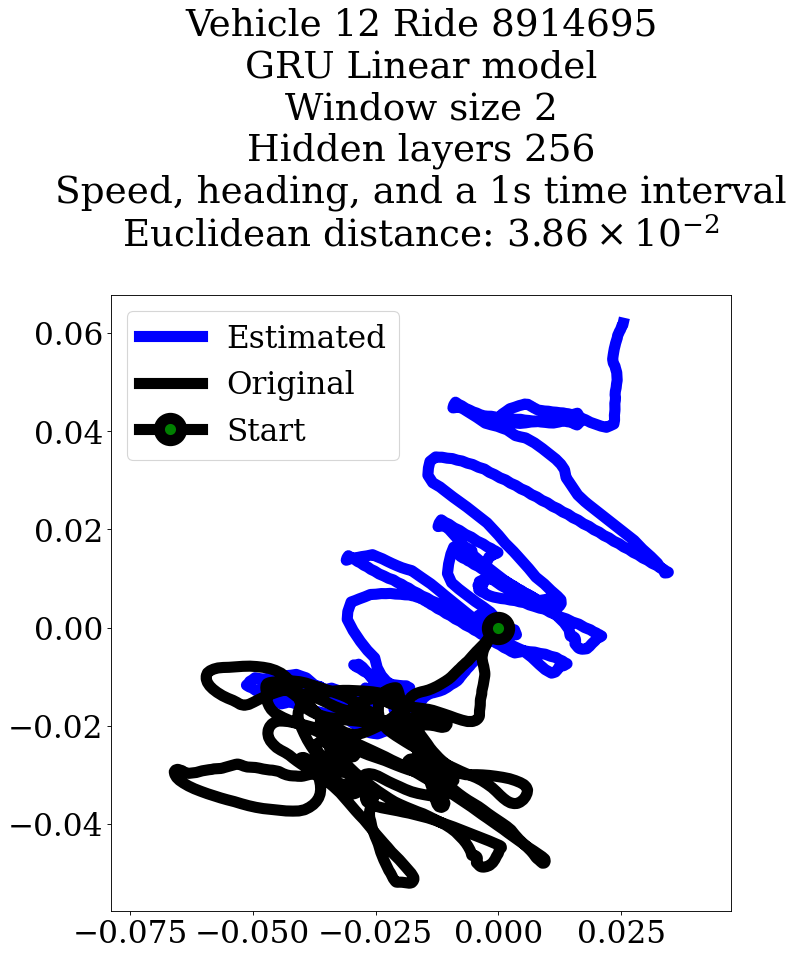 Vehicle 12 Ride 8914695
GRU Linear model
Window size 2
Hidden layers 256
Speed, heading, and a 1s time interval
Euclidean distance: 3.86 × 10⁻²
Estimated
Original
Start
0.06
0.04
0.02
0.00
−0.02
−0.04
−0.075 −0.050 −0.025 0.000 0.025